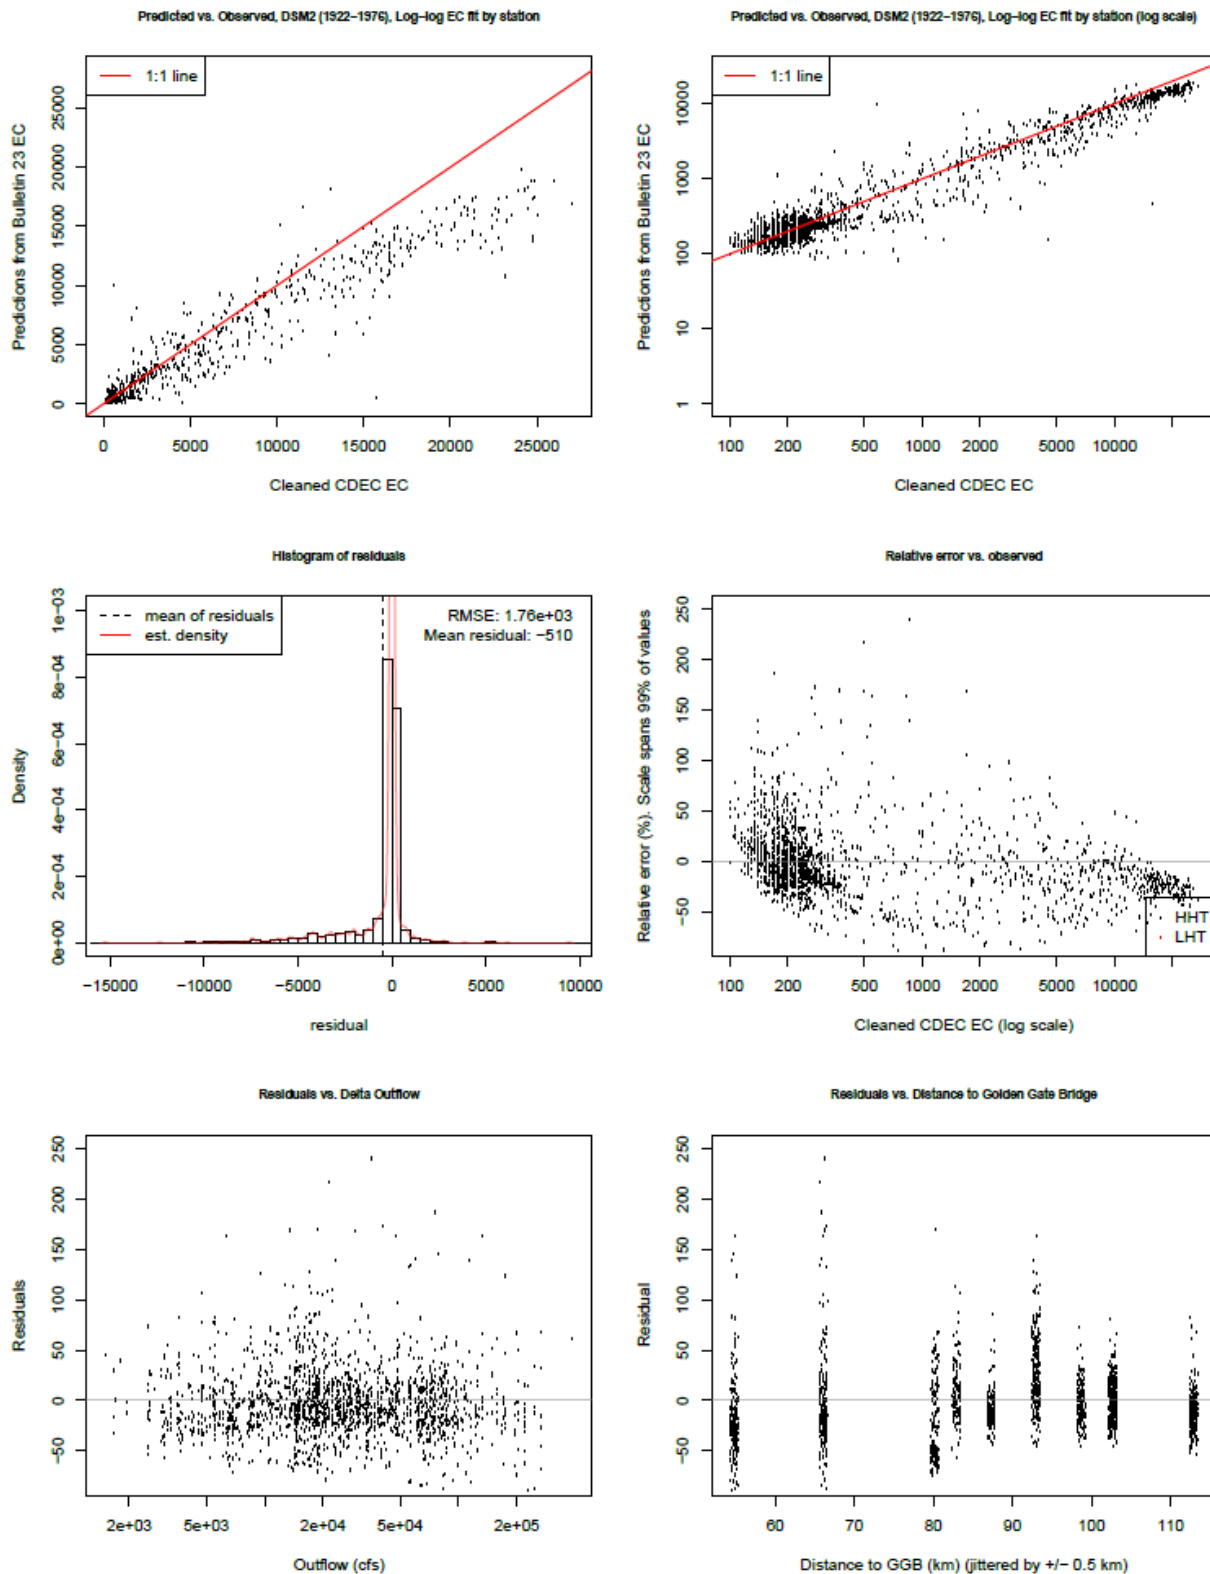 Predicted vs. Observed, DSM2 (1922−1976), Log−log EC fit by station
1:1 line
Predictions from Bulletin 23 EC
0
5000
10000
15000
20000
25000
0 5000 10000 15000 20000 25000
Cleaned CDEC EC
Predicted vs. Observed, DSM2 (1922−1976), Log−log EC fit by station (log scale)
1:1 line
Predictions from Bulletin 23 EC
1
10
100
1000
10000
100 200 500 1000 2000 5000 10000
Cleaned CDEC EC
Histogram of residuals
mean of residuals
est. density
RMSE: 1.76e+03
Mean residual: −510
Density
0e+00
2e−04
4e−04
6e−04
8e−04
1e−03
−15000 −10000 −5000 0 5000 10000
residual
Relative error vs. observed
Relative error (%). Scale spans 99% of values
−50
0
50
100
150
200
250
HHT
LHT
100 200 500 1000 2000 5000 10000
Cleaned CDEC EC (log scale)
Residuals vs. Delta Outflow
Residuals
−50
0
50
100
150
200
250
2e+03 5e+03 2e+04 5e+04 2e+05
Outflow (cfs)
Residuals vs. Distance to Golden Gate Bridge
Residual
−50
0
50
100
150
200
250
60 70 80 90 100 110
Distance to GGB (km) (jittered by +/− 0.5 km)